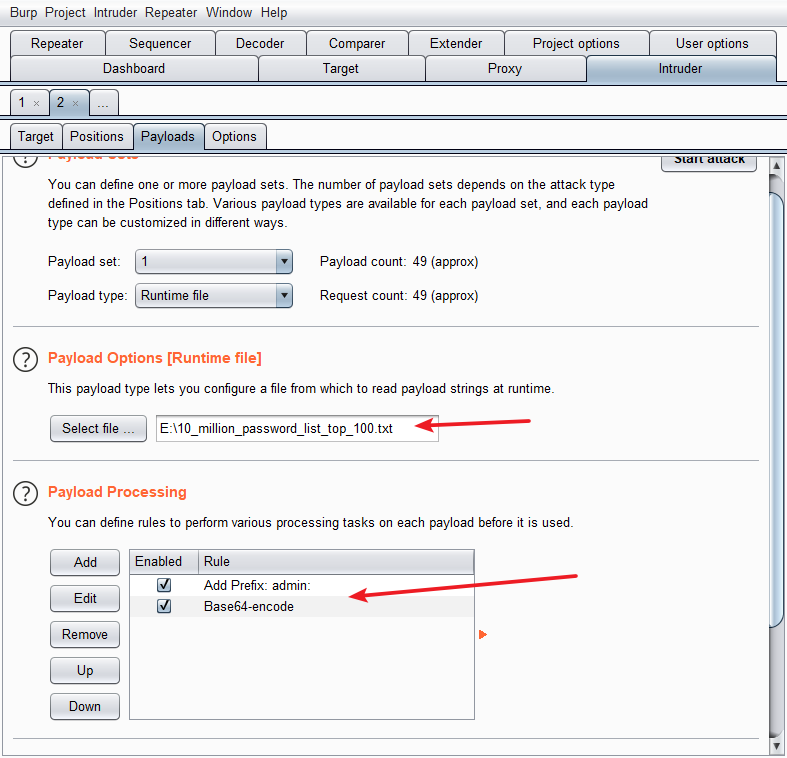 Burp Project Intruder Repeater Window Help
Repeater Sequencer Decoder Comparer Extender Project options User options
Dashboard Target Proxy Intruder
1 × 2 × ...
Target Positions Payloads Options
? Payload Sets Start attack
You can define one or more payload sets. The number of payload sets depends on the attack type
defined in the Positions tab. Various payload types are available for each payload set, and each payload
type can be customized in different ways.
Payload set: 1 Payload count: 49 (approx)
Payload type: Runtime file Request count: 49 (approx)
? Payload Options [Runtime file]
This payload type lets you configure a file from which to read payload strings at runtime.
Select file ... E:\10_million_password_list_top_100.txt
? Payload Processing
You can define rules to perform various processing tasks on each payload before it is used.
Add Enabled Rule
Add Prefix: admin:
Edit Base64-encode
Remove
Up
Down